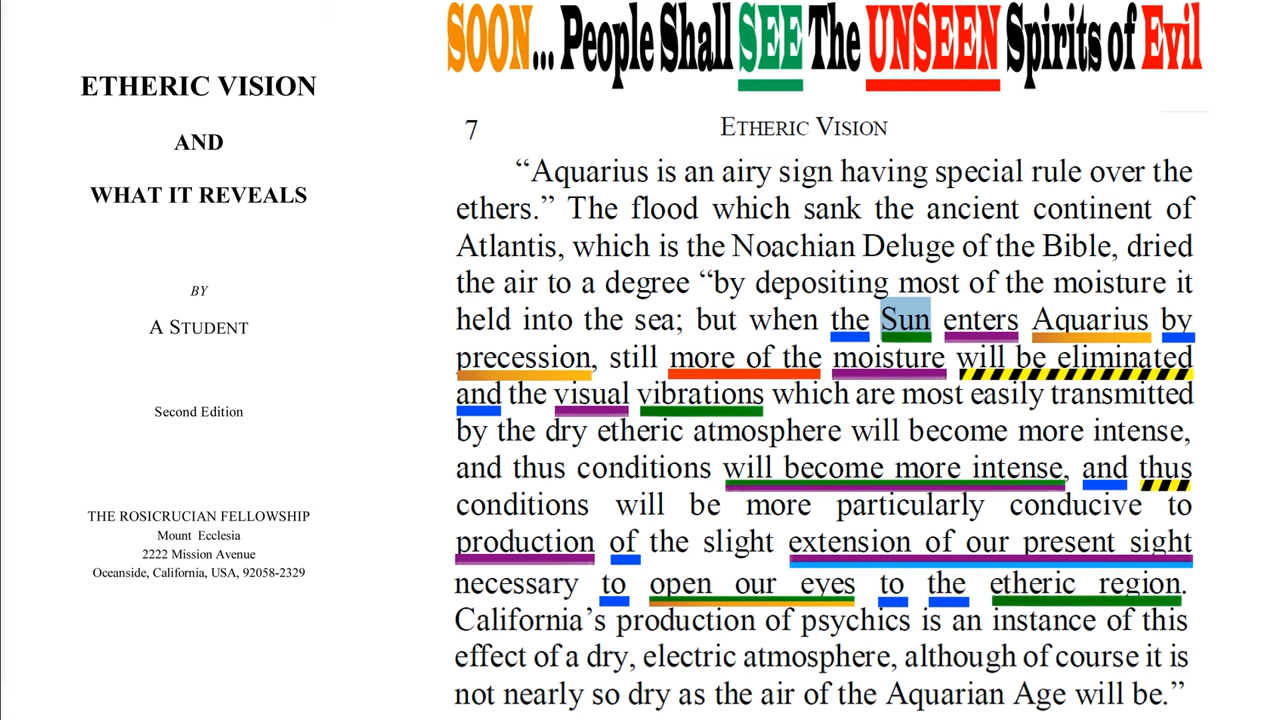 ETHERIC VISION
AND
WHAT IT REVEALS
BY
A STUDENT
Second Edition
THE ROSICRUCIAN FELLOWSHIP
Mount Ecclesia
2222 Mission Avenue
Oceanside, California, USA, 92058-2329
SOON... People Shall SEE The UNSEEN Spirits of Evil
7 ETHERIC VISION
“Aquarius is an airy sign having special rule over the
ethers.” The flood which sank the ancient continent of
Atlantis, which is the Noachian Deluge of the Bible, dried
the air to a degree “by depositing most of the moisture it
held into the sea; but when the Sun enters Aquarius by
precession, still more of the moisture will be eliminated
and the visual vibrations which are most easily transmitted
by the dry etheric atmosphere will become more intense,
and thus conditions will become more intense, and thus
conditions will be more particularly conducive to
production of the slight extension of our present sight
necessary to open our eyes to the etheric region.
California’s production of psychics is an instance of this
effect of a dry, electric atmosphere, although of course it is
not nearly so dry as the air of the Aquarian Age will be.”